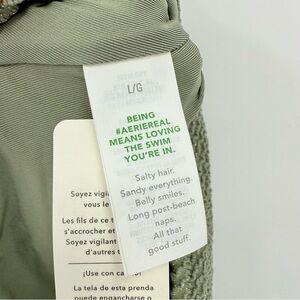 L/G
BEING
#AERIEREAL
MEANS LOVING
THE SWIM
YOU'RE IN.
Salty hair.
Sandy everything.
Belly smiles.
Long post-beach
naps.
All that
good stuff.
Soyez vigil
vous le
Les fils de ce t
s'accrocher et
Soyez vigilant
d'autres
¡Use con ca
La tela de esta prenda
puede engancharse o